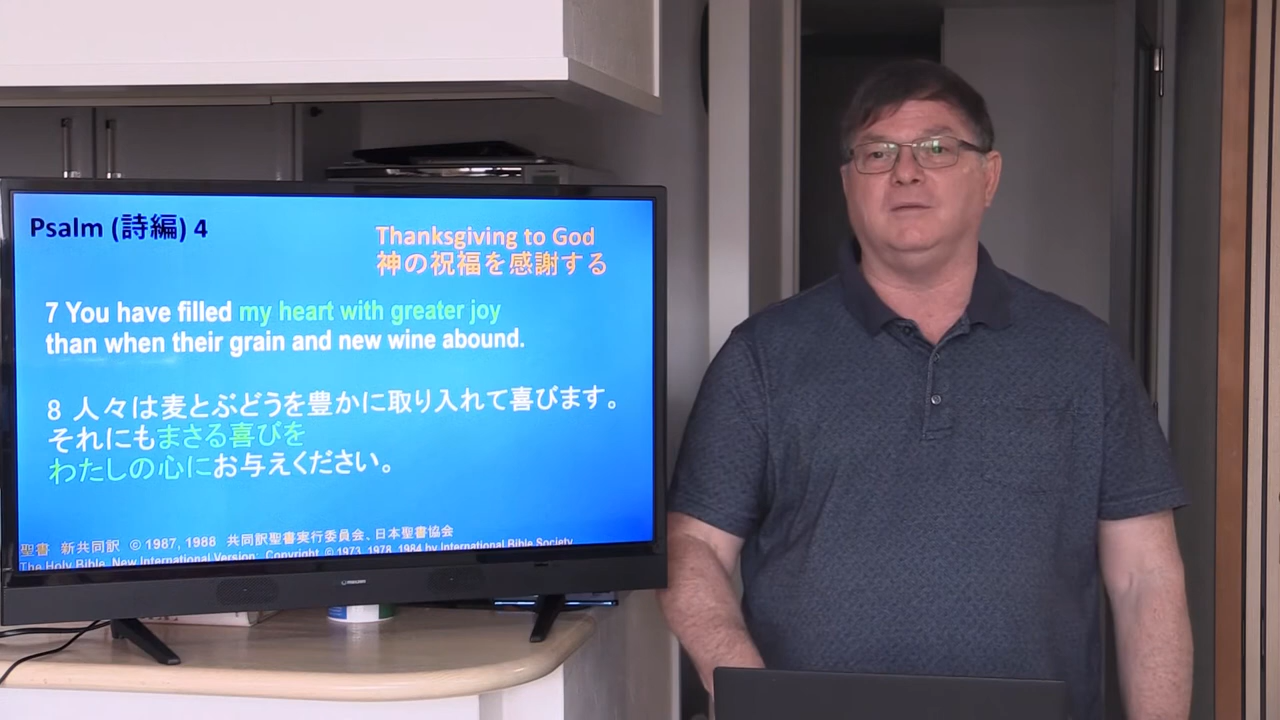 Psalm (詩編) 4
Thanksgiving to God
神の祝福を感謝する
7 You have filled my heart with greater joy
than when their grain and new wine abound.
8 人々は麦とぶどうを豊かに取り入れて喜びます。
それにもまさる喜びを
わたしの心にお与えください。
聖書 新共同訳 © 1987, 1988 共同訳聖書実行委員会、日本聖書協会
The Holy Bible, New International Version; Copyright © 1973, 1978, 1984 by International Bible Society